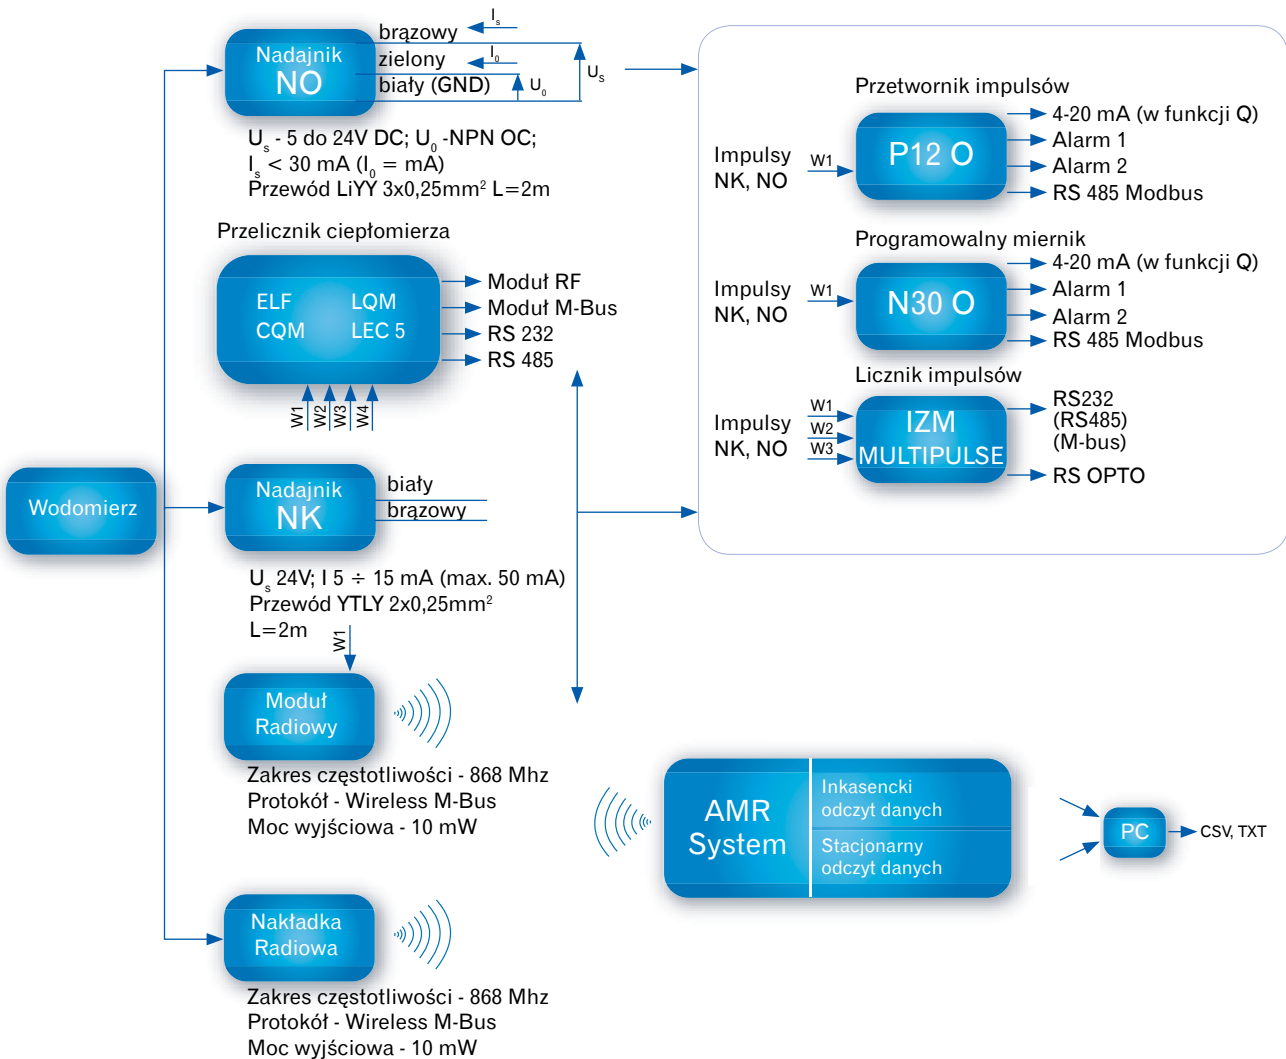 Nadajnik
NO
brązowy
zielony
biały (GND)
Is
I0
U0
Us
Us - 5 do 24V DC; U0 -NPN OC;
Is < 30 mA (I0 = mA)
Przewód LiYY 3x0,25mm² L=2m
Przelicznik ciepłomierza
ELF LQM
CQM LEC 5
Moduł RF
Moduł M-Bus
RS 232
RS 485
W1
W2
W3
W4
Wodomierz
Nadajnik
NK
biały
brązowy
Us 24V; I 5 ÷ 15 mA (max. 50 mA)
Przewód YTLY 2x0,25mm²
L=2m
W1
Moduł
Radiowy
Zakres częstotliwości - 868 Mhz
Protokół - Wireless M-Bus
Moc wyjściowa - 10 mW
Nakładka
Radiowa
Zakres częstotliwości - 868 Mhz
Protokół - Wireless M-Bus
Moc wyjściowa - 10 mW
Przetwornik impulsów
Impulsy
NK, NO
W1
P12 O
4-20 mA (w funkcji Q)
Alarm 1
Alarm 2
RS 485 Modbus
Programowalny miernik
Impulsy
NK, NO
W1
N30 O
4-20 mA (w funkcji Q)
Alarm 1
Alarm 2
RS 485 Modbus
Licznik impulsów
Impulsy
NK, NO
W1
W2
W3
IZM
MULTIPULSE
RS232
(RS485)
(M-bus)
RS OPTO
AMR
System
Inkasencki
odczyt danych
Stacjonarny
odczyt danych
PC
CSV, TXT